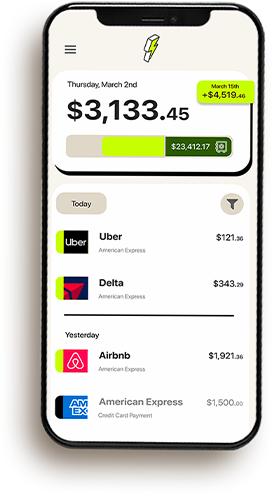 Thursday, March 2nd
March 15th
+$4,519.46
$3,133.45
$23,412.17
Today
Uber
Uber
$121.36
American Express
Delta
$343.29
American Express
Yesterday
Airbnb
$1,921.36
American Express
AM
EX
American Express
$1,500.00
Credit Card Payment